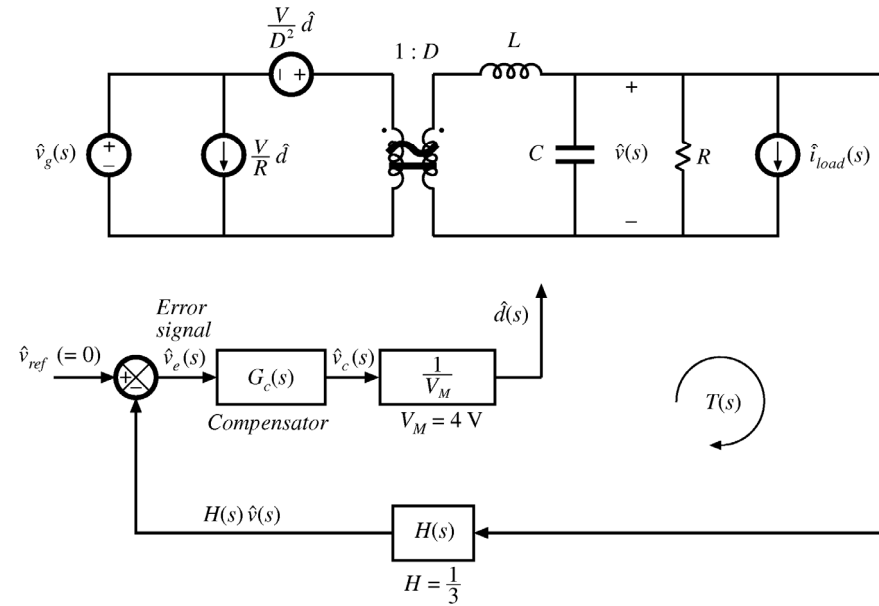 V/D² d̂
1 : D
L
v̂g(s)
+
–
V/R d̂
– +
C
+
v̂(s)
–
R
îload(s)
Error
signal
d̂(s)
v̂ref (= 0)
v̂e(s)
v̂c(s)
+
–
Gc(s)
1/VM
T(s)
Compensator
VM = 4 V
H(s) v̂(s)
H(s)
H = 1/3